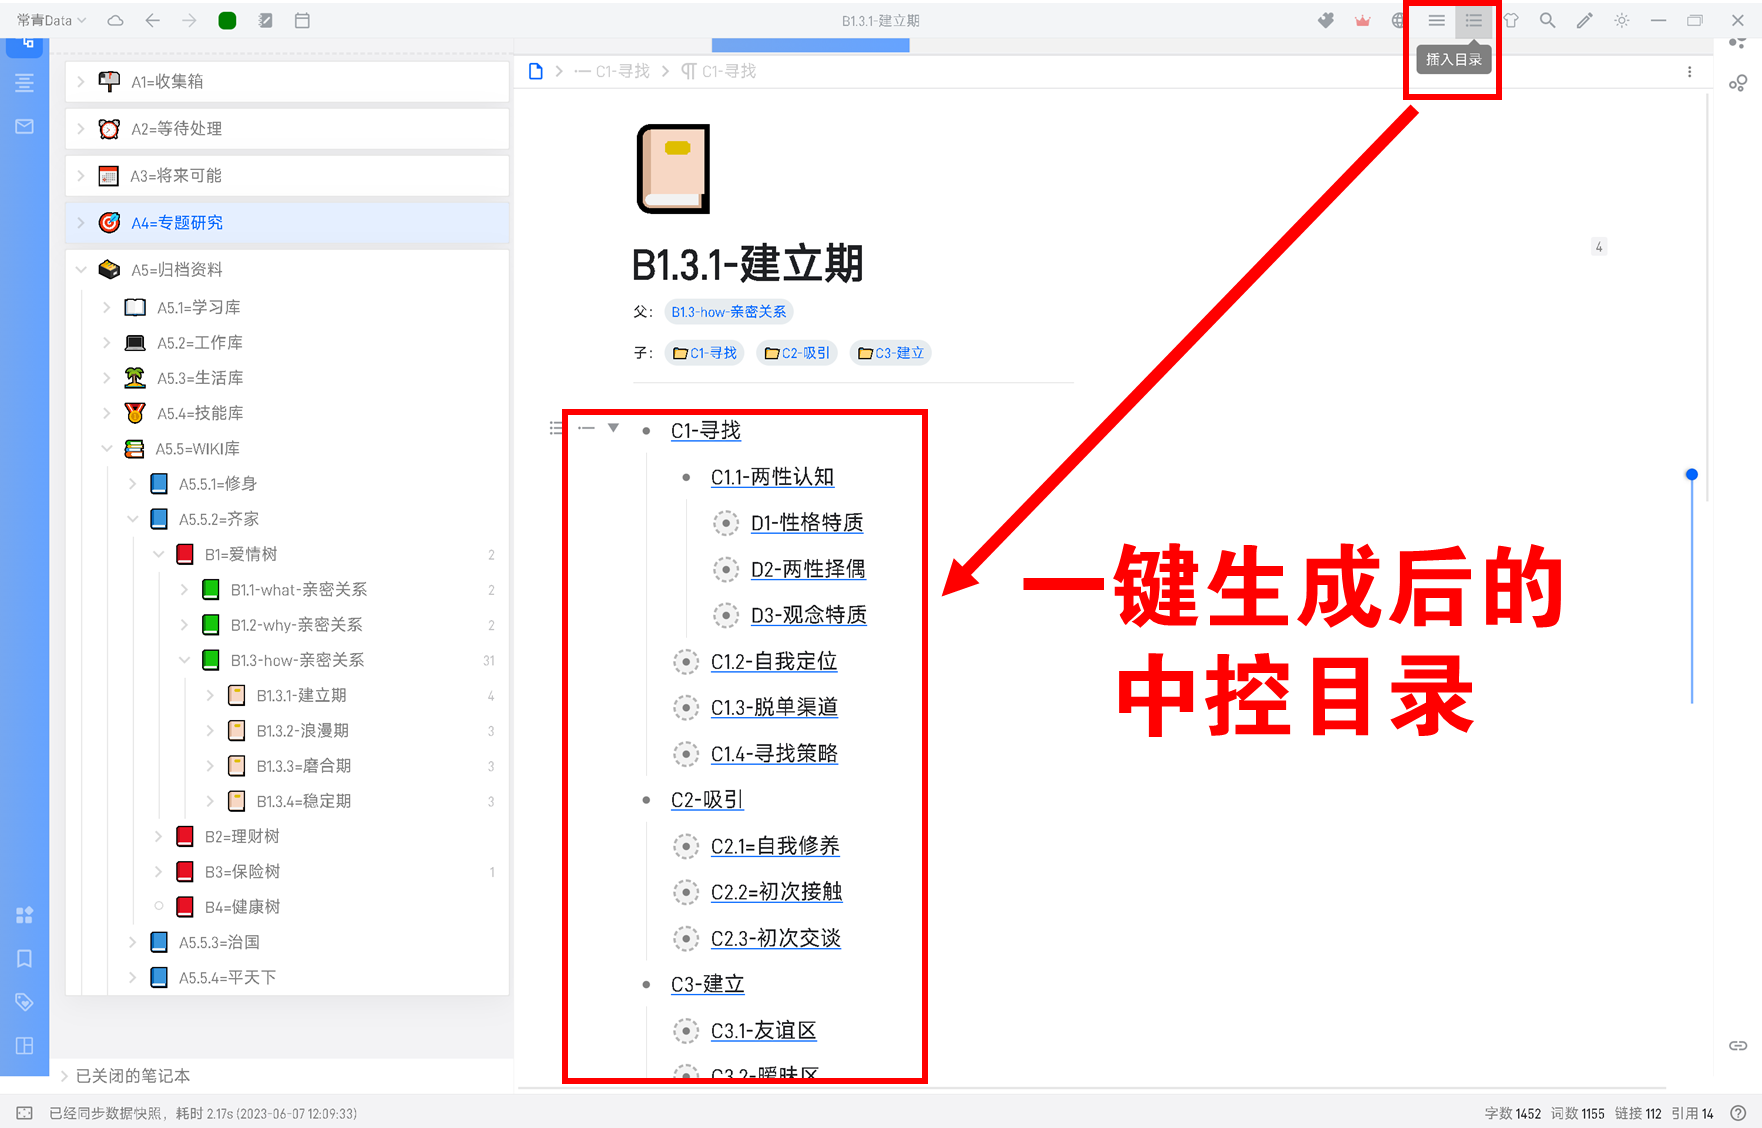 常青Data
B1.3.1-建立期
插入目录
A1=收集箱
A2=等待处理
A3=将来可能
A4=专题研究
A5=归档资料
A5.1=学习库
A5.2=工作库
A5.3=生活库
A5.4=技能库
A5.5=WIKI库
A5.5.1=修身
A5.5.2=齐家
B1=爱情树 2
B1.1-what-亲密关系 2
B1.2-why-亲密关系 2
B1.3-how-亲密关系 31
B1.3.1-建立期 4
B1.3.2-浪漫期 3
B1.3.3=磨合期 3
B1.3.4=稳定期 3
B2=理财树
B3=保险树 1
B4=健康树
A5.5.3=治国
A5.5.4=平天下
已关闭的笔记本
C1-寻找 C1-寻找
B1.3.1-建立期
4
父： B1.3-how-亲密关系
子： C1-寻找 C2-吸引 C3-建立
C1-寻找
C1.1-两性认知
D1-性格特质
D2-两性择偶
D3-观念特质
C1.2-自我定位
C1.3-脱单渠道
C1.4-寻找策略
C2-吸引
C2.1=自我修养
C2.2=初次接触
C2.3-初次交谈
C3-建立
C3.1-友谊区
C3.2-暧昧区
一键生成后的
中控目录
已经同步数据快照，耗时 2.17s (2023-06-07 12:09:33)
字数 1452 词数 1155 链接 112 引用 14